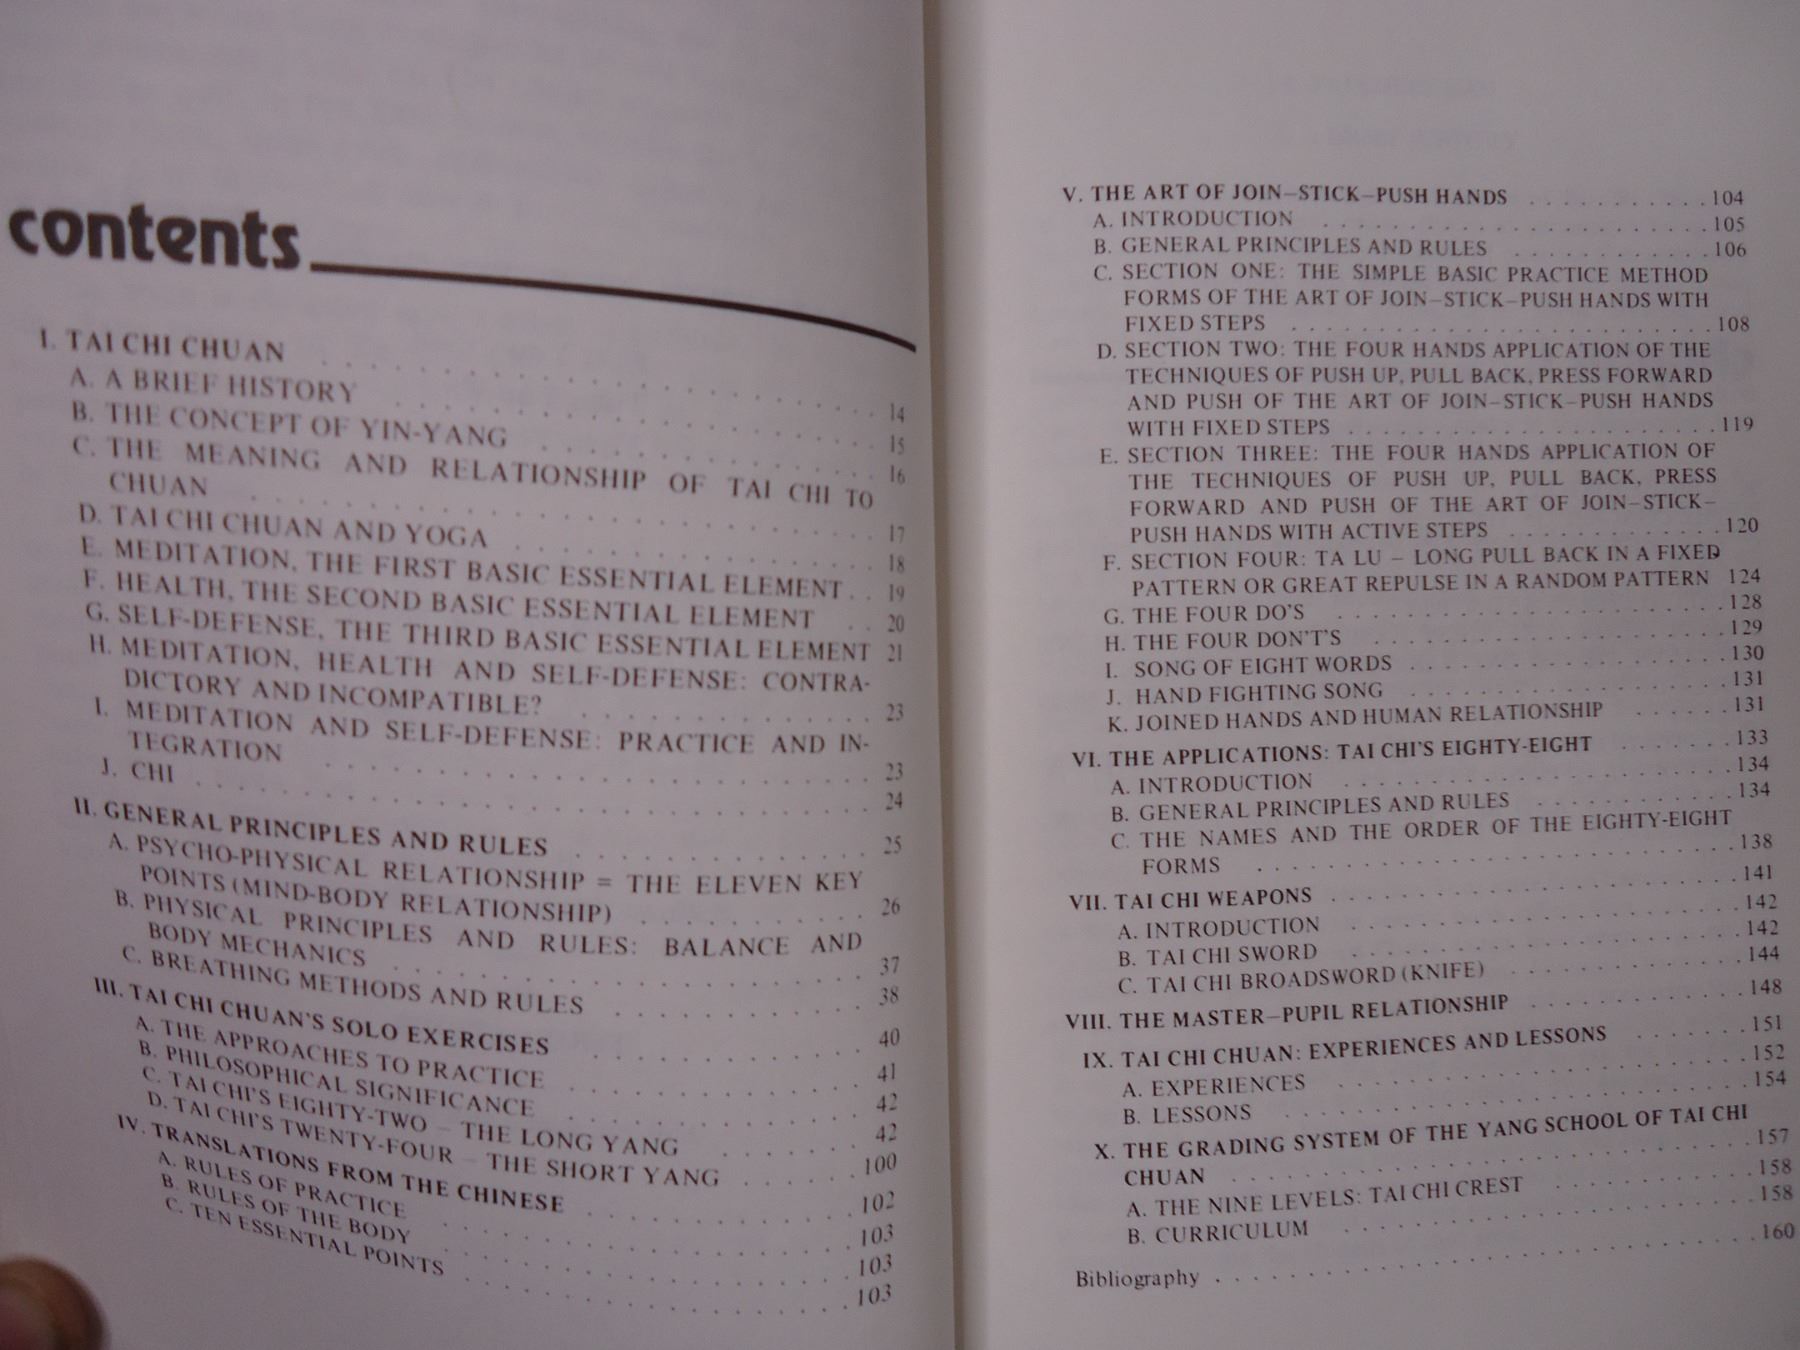 contents
I. TAI CHI CHUAN . . . . . . . . . . 14
A. A BRIEF HISTORY . . . . . . . . . . 15
B. THE CONCEPT OF YIN-YANG . . . . . . . . . . 16
C. THE MEANING AND RELATIONSHIP OF TAI CHI TO
CHUAN . . . . . . . . . . 17
D. TAI CHI CHUAN AND YOGA . . . . . . . . . . 18
E. MEDITATION, THE FIRST BASIC ESSENTIAL ELEMENT . . 19
F. HEALTH, THE SECOND BASIC ESSENTIAL ELEMENT . . 20
G. SELF-DEFENSE, THE THIRD BASIC ESSENTIAL ELEMENT 21
H. MEDITATION, HEALTH AND SELF-DEFENSE: CONTRA-
DICTORY AND INCOMPATIBLE? . . . . . . . . . . 23
I. MEDITATION AND SELF-DEFENSE: PRACTICE AND IN-
TEGRATION . . . . . . . . . . 23
J. CHI . . . . . . . . . . 24
II. GENERAL PRINCIPLES AND RULES . . . . . . . . . . 25
A. PSYCHO-PHYSICAL RELATIONSHIP = THE ELEVEN KEY
POINTS (MIND-BODY RELATIONSHIP) . . . . . . . . . . 26
B. PHYSICAL PRINCIPLES AND RULES: BALANCE AND
BODY MECHANICS . . . . . . . . . . 37
C. BREATHING METHODS AND RULES . . . . . . . . . . 38
III. TAI CHI CHUAN'S SOLO EXERCISES . . . . . . . . . . 40
A. THE APPROACHES TO PRACTICE . . . . . . . . . . 41
B. PHILOSOPHICAL SIGNIFICANCE . . . . . . . . . . 42
C. TAI CHI'S EIGHTY-TWO – THE LONG YANG . . . . . . 42
D. TAI CHI'S TWENTY-FOUR – THE SHORT YANG . . . . . . 100
IV. TRANSLATIONS FROM THE CHINESE . . . . . . . . . . 102
A. RULES OF PRACTICE . . . . . . . . . . 103
B. RULES OF THE BODY . . . . . . . . . . 103
C. TEN ESSENTIAL POINTS . . . . . . . . . . 103
V. THE ART OF JOIN–STICK–PUSH HANDS . . . . . . . . . . 104
A. INTRODUCTION . . . . . . . . . . 105
B. GENERAL PRINCIPLES AND RULES . . . . . . . . . . 106
C. SECTION ONE: THE SIMPLE BASIC PRACTICE METHOD
FORMS OF THE ART OF JOIN–STICK–PUSH HANDS WITH
FIXED STEPS . . . . . . . . . . 108
D. SECTION TWO: THE FOUR HANDS APPLICATION OF THE
TECHNIQUES OF PUSH UP, PULL BACK, PRESS FORWARD
AND PUSH OF THE ART OF JOIN–STICK–PUSH HANDS
WITH FIXED STEPS . . . . . . . . . . 119
E. SECTION THREE: THE FOUR HANDS APPLICATION OF
THE TECHNIQUES OF PUSH UP, PULL BACK, PRESS
FORWARD AND PUSH OF THE ART OF JOIN–STICK–
PUSH HANDS WITH ACTIVE STEPS . . . . . . . . . . 120
F. SECTION FOUR: TA LU – LONG PULL BACK IN A FIXED
PATTERN OR GREAT REPULSE IN A RANDOM PATTERN 124
G. THE FOUR DO'S . . . . . . . . . . 128
H. THE FOUR DON'T'S . . . . . . . . . . 129
I. SONG OF EIGHT WORDS . . . . . . . . . . 130
J. HAND FIGHTING SONG . . . . . . . . . . 131
K. JOINED HANDS AND HUMAN RELATIONSHIP . . . . . . 131
VI. THE APPLICATIONS: TAI CHI'S EIGHTY-EIGHT . . . . . . . 133
A. INTRODUCTION . . . . . . . . . . 134
B. GENERAL PRINCIPLES AND RULES . . . . . . . . . . 134
C. THE NAMES AND THE ORDER OF THE EIGHTY-EIGHT
FORMS . . . . . . . . . . 138
VII. TAI CHI WEAPONS . . . . . . . . . . 141
A. INTRODUCTION . . . . . . . . . . 142
B. TAI CHI SWORD . . . . . . . . . . 142
C. TAI CHI BROADSWORD (KNIFE) . . . . . . . . . . 144
VIII. THE MASTER–PUPIL RELATIONSHIP . . . . . . . . . . 148
IX. TAI CHI CHUAN: EXPERIENCES AND LESSONS . . . . . . 151
A. EXPERIENCES . . . . . . . . . . 152
B. LESSONS . . . . . . . . . . 154
X. THE GRADING SYSTEM OF THE YANG SCHOOL OF TAI CHI
CHUAN . . . . . . . . . . 157
A. THE NINE LEVELS: TAI CHI CREST . . . . . . . . . . 158
B. CURRICULUM . . . . . . . . . . 158
Bibliography . . . . . . . . . . 160